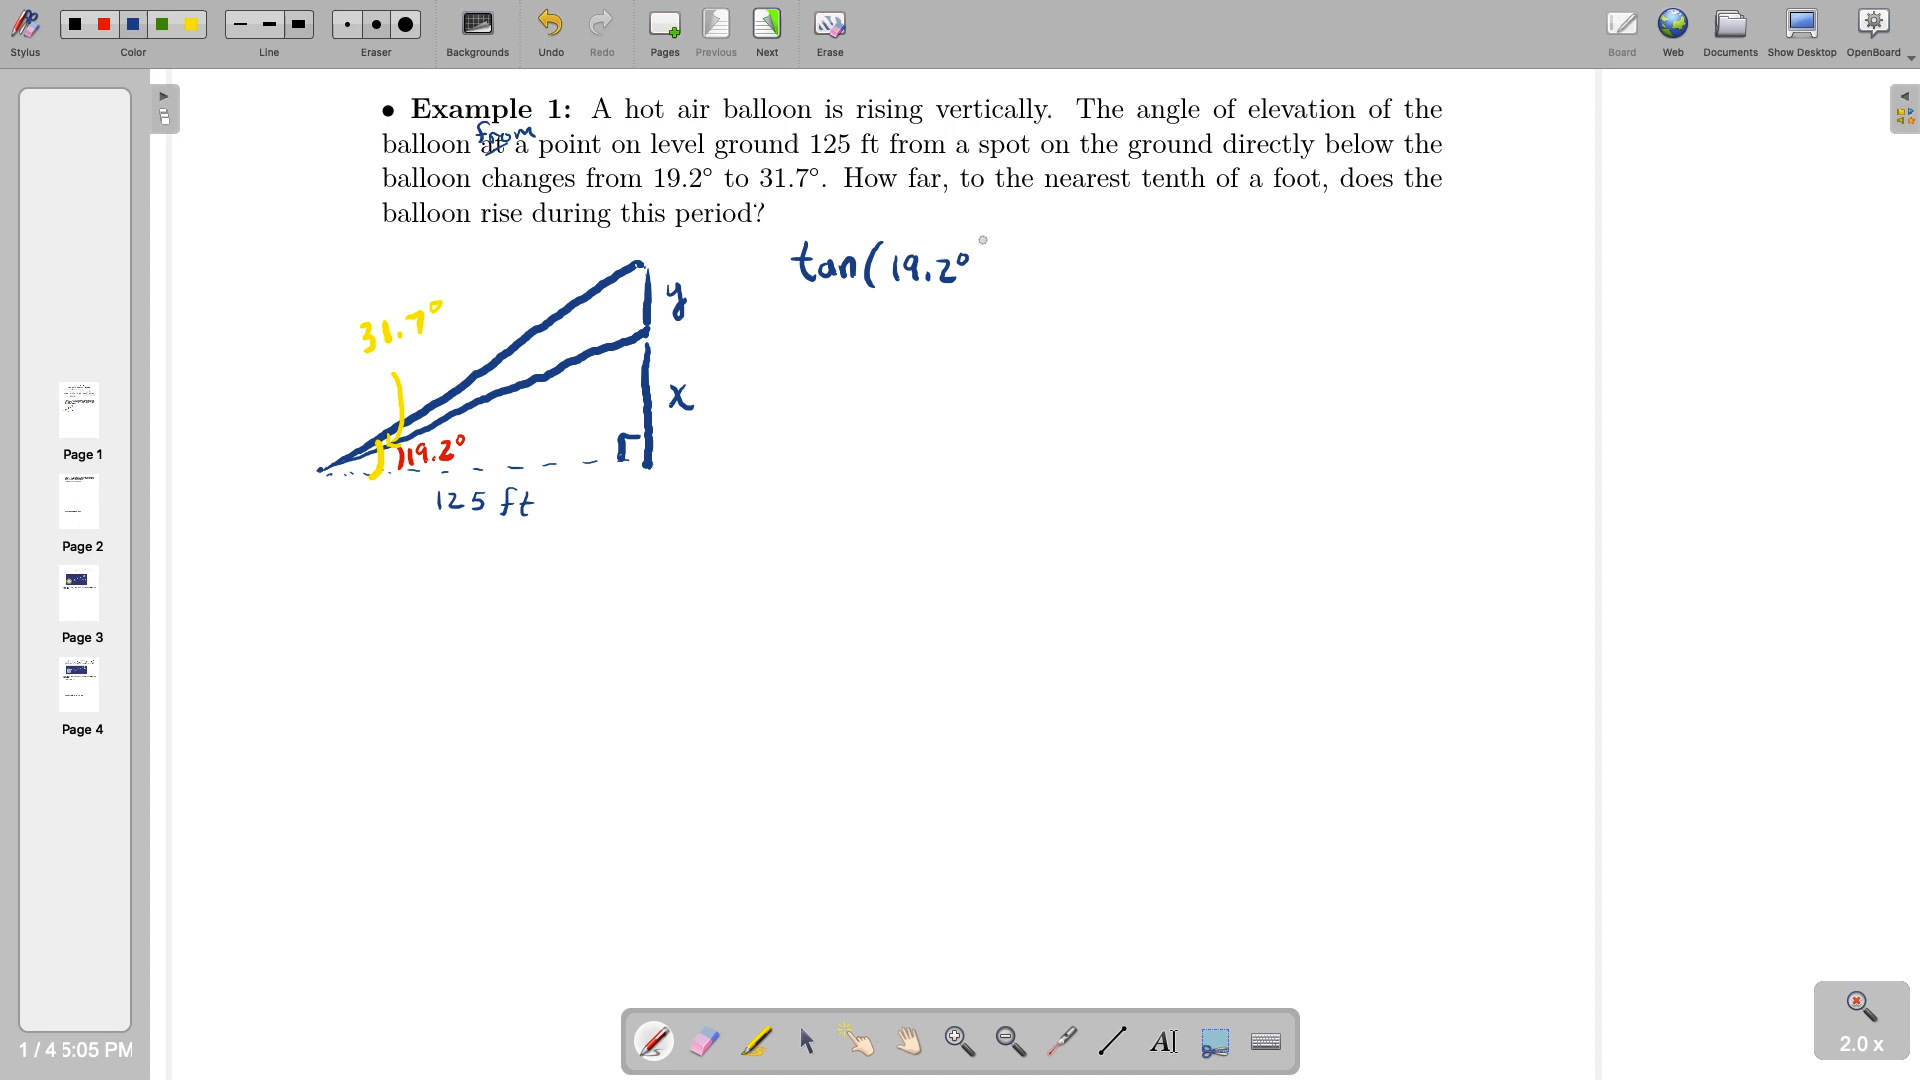 Stylus
Color
Line
Eraser
Backgrounds
Undo
Redo
Pages
Previous
Next
Erase
Board
Web
Documents
Show Desktop
OpenBoard
• Example 1: A hot air balloon is rising vertically. The angle of elevation of the
from
balloon at a point on level ground 125 ft from a spot on the ground directly below the
balloon changes from 19.2° to 31.7°. How far, to the nearest tenth of a foot, does the
balloon rise during this period?
tan(19.2°
31.7°
y
x
19.2°
125 ft
Page 1
Page 2
Page 3
Page 4
1 / 4 5:05 PM
AI
2.0 x